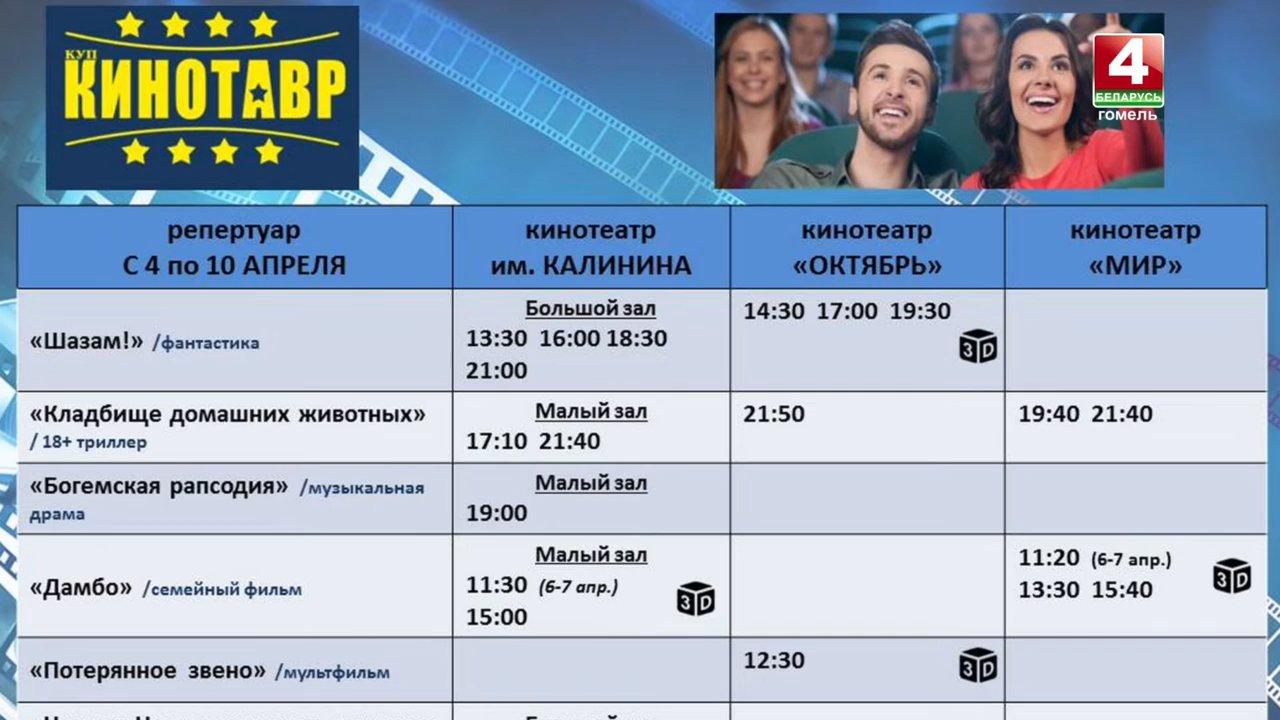 КУП
КИНОТАВР
4
БЕЛАРУСЬ
гомель
репертуар
С 4 по 10 АПРЕЛЯ
кинотеатр
им. КАЛИНИНА
кинотеатр
«ОКТЯБРЬ»
кинотеатр
«МИР»
«Шазам!» /фантастика
Большой зал
13:30 16:00 18:30
21:00
14:30 17:00 19:30
3D
«Кладбище домашних животных»
/ 18+ триллер
Малый зал
17:10 21:40
21:50
19:40 21:40
«Богемская рапсодия» /музыкальная
драма
Малый зал
19:00
«Дамбо» /семейный фильм
Малый зал
11:30 (6-7 апр.)
15:00
3D
11:20 (6-7 апр.)
13:30 15:40
3D
«Потерянное звено» /мультфильм
12:30
3D